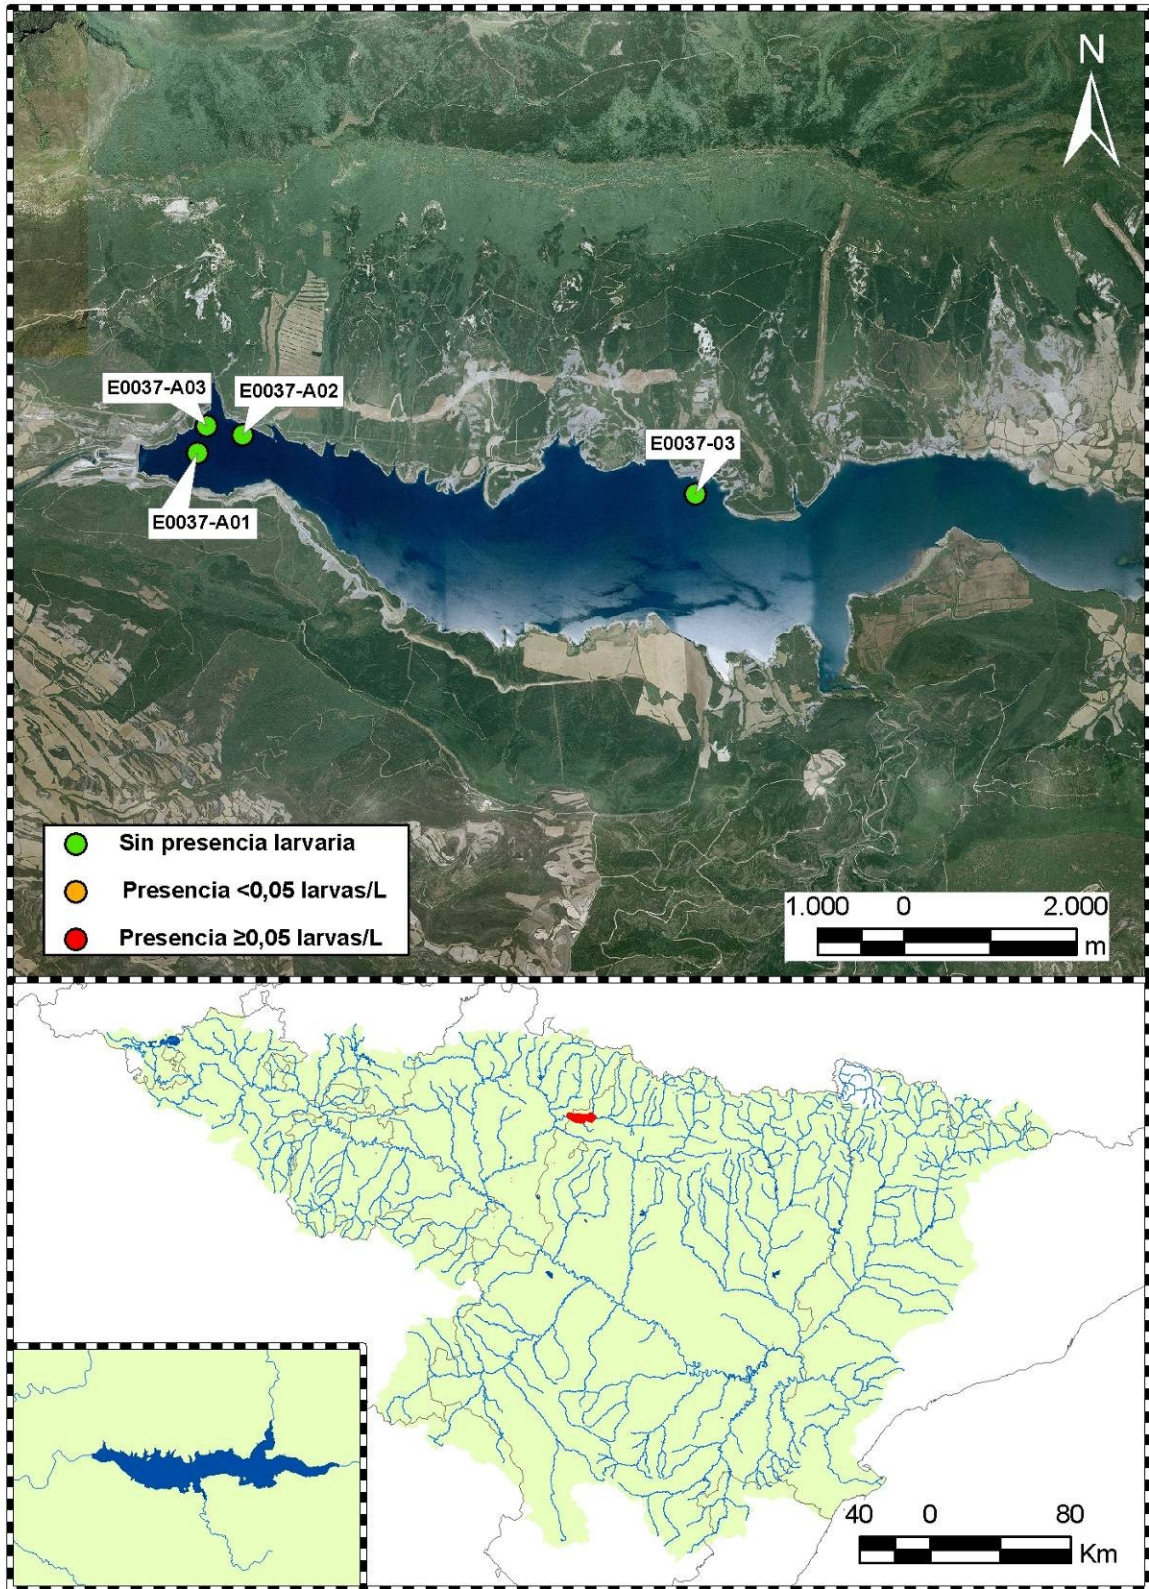 N
E0037-A03
E0037-A02
E0037-03
E0037-A01
Sin presencia larvaria
Presencia <0,05 larvas/L
Presencia ≥0,05 larvas/L
1.000 0 2.000
m
40 0 80
Km